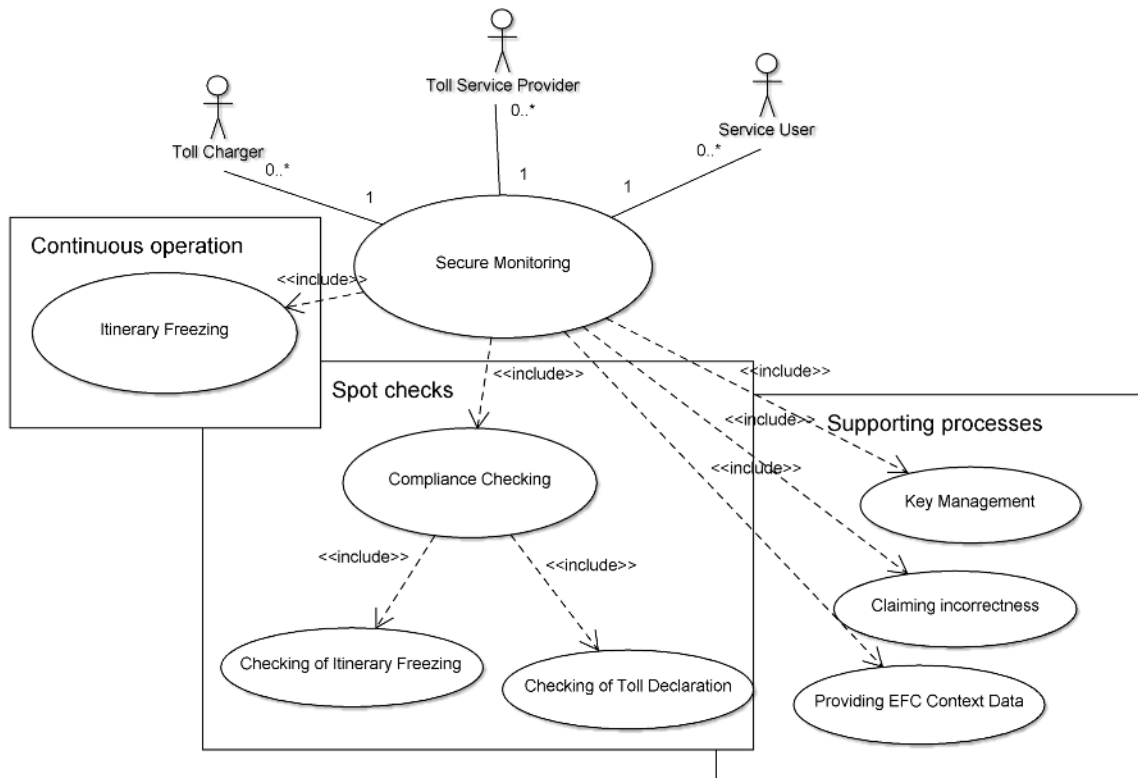 Toll Service Provider
0..*
Toll Charger
0..*
Service User
0..*
1
1
1
Continuous operation
Secure Monitoring
<<include>>
Itinerary Freezing
Spot checks
<<include>>
<<include>>
Supporting processes
<<include>>
<<include>>
Compliance Checking
Key Management
<<include>>
<<include>>
Claiming incorrectness
Checking of Itinerary Freezing
Checking of Toll Declaration
Providing EFC Context Data